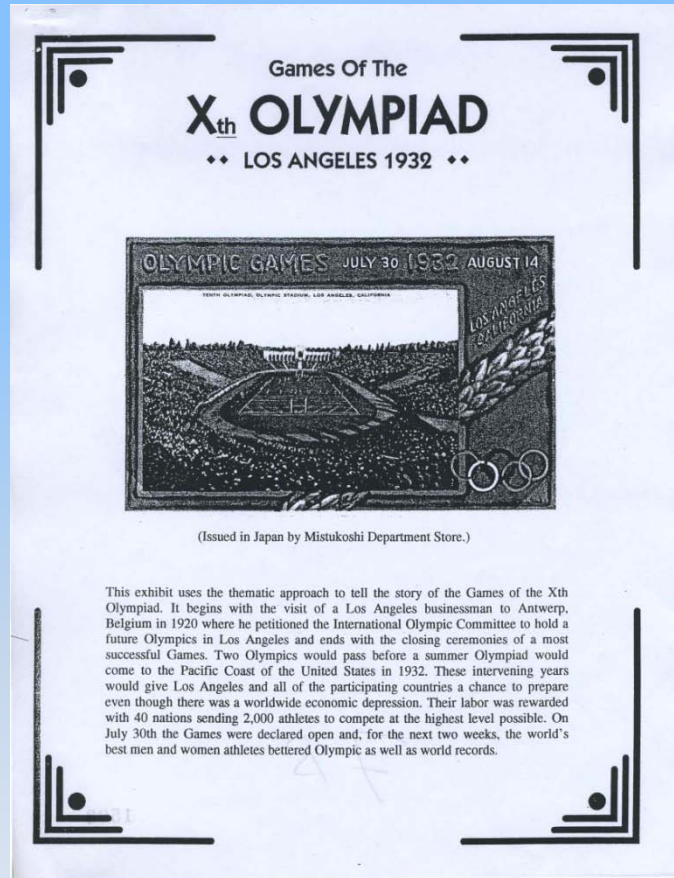 Games Of The
Xth OLYMPIAD
LOS ANGELES 1932
OLYMPIC GAMES JULY 30 1932 AUGUST 14
TENTH OLYMPIAD, OLYMPIC STADIUM, LOS ANGELES, CALIFORNIA
LOS ANGELES
CALIFORNIA
(Issued in Japan by Mistukoshi Department Store.)
This exhibit uses the thematic approach to tell the story of the Games of the Xth
Olympiad. It begins with the visit of a Los Angeles businessman to Antwerp,
Belgium in 1920 where he petitioned the International Olympic Committee to hold a
future Olympics in Los Angeles and ends with the closing ceremonies of a most
successful Games. Two Olympics would pass before a summer Olympiad would
come to the Pacific Coast of the United States in 1932. These intervening years
would give Los Angeles and all of the participating countries a chance to prepare
even though there was a worldwide economic depression. Their labor was rewarded
with 40 nations sending 2,000 athletes to compete at the highest level possible. On
July 30th the Games were declared open and, for the next two weeks, the world's
best men and women athletes bettered Olympic as well as world records.